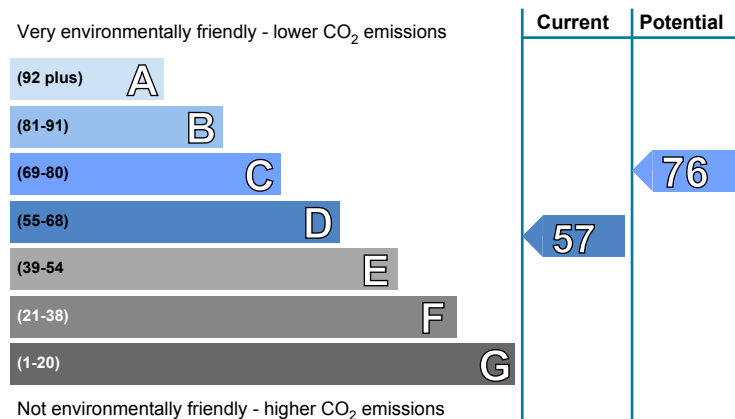 Very environmentally friendly - lower CO₂ emissions
Current
Potential
(92 plus) A
(81-91) B
(69-80) C
(55-68) D
(39-54 E
(21-38) F
(1-20) G
76
57
Not environmentally friendly - higher CO₂ emissions